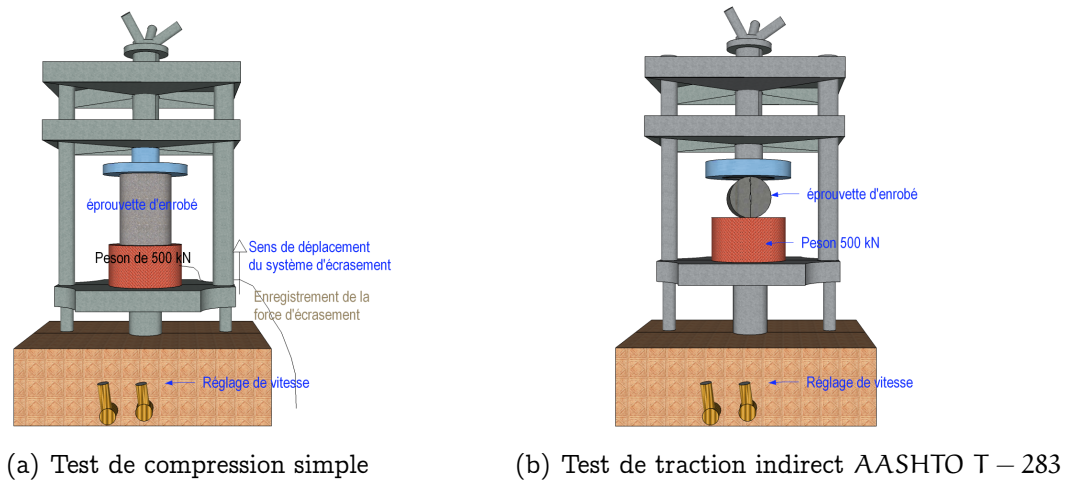 éprouvette d'enrobé
Peson de 500 kN
Sens de déplacement
du système d'écrasement
Enregistrement de la
force d'écrasement
Réglage de vitesse
(a) Test de compression simple
éprouvette d'enrobé
Peson 500 kN
Réglage de vitesse
(b) Test de traction indirect AASHTO T – 283